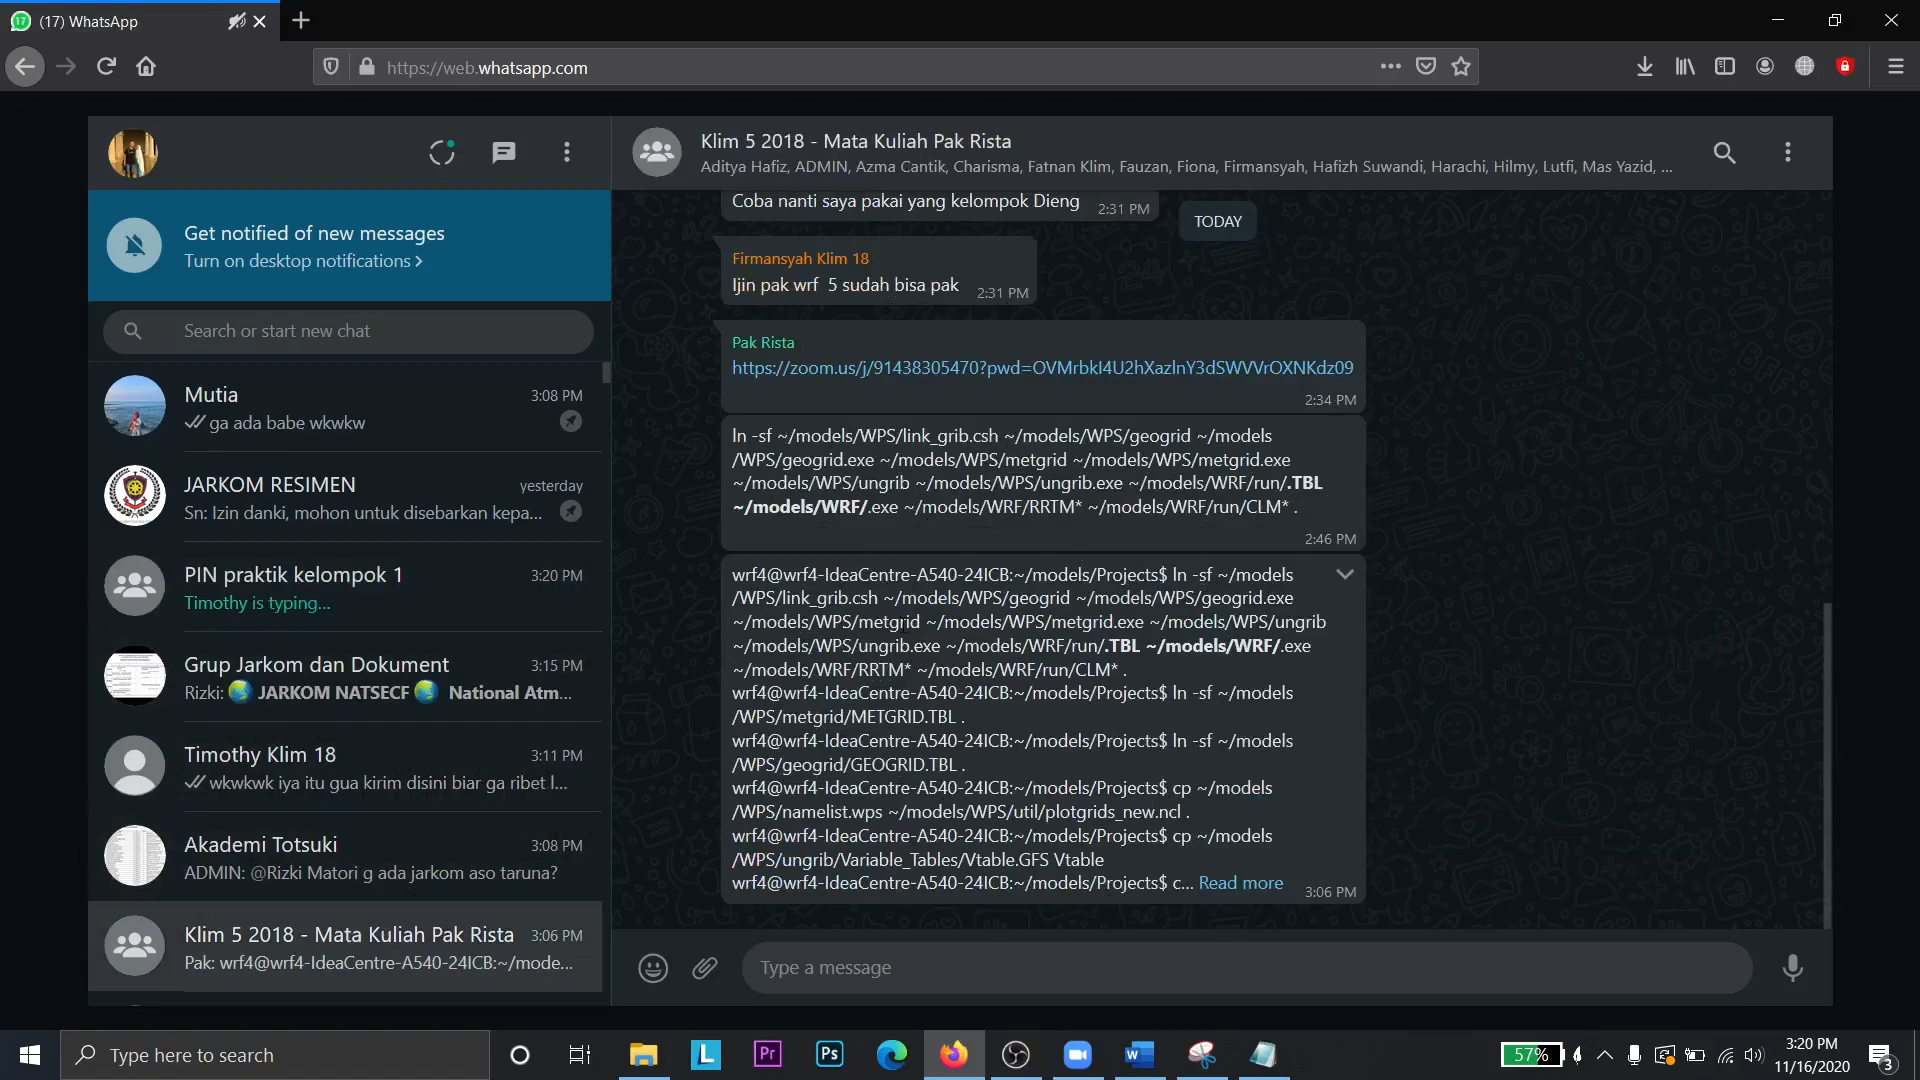 (17) WhatsApp
https://web.whatsapp.com
Get notified of new messages
Turn on desktop notifications >
Search or start new chat
Mutia
3:08 PM
ga ada babe wkwkw
JARKOM RESIMEN
yesterday
Sn: Izin danki, mohon untuk disebarkan kepa...
PIN praktik kelompok 1
3:20 PM
Timothy is typing...
Grup Jarkom dan Dokument
3:15 PM
Rizki: JARKOM NATSECF National Atm...
Timothy Klim 18
3:11 PM
wkwkwk iya itu gua kirim disini biar ga ribet l...
Akademi Totsuki
3:08 PM
ADMIN: @Rizki Matori g ada jarkom aso taruna?
Klim 5 2018 - Mata Kuliah Pak Rista
3:06 PM
Pak: wrf4@wrf4-IdeaCentre-A540-24ICB:~/mode...
Klim 5 2018 - Mata Kuliah Pak Rista
Aditya Hafiz, ADMIN, Azma Cantik, Charisma, Fatnan Klim, Fauzan, Fiona, Firmansyah, Hafizh Suwandi, Harachi, Hilmy, Lutfi, Mas Yazid, ...
Coba nanti saya pakai yang kelompok Dieng
2:31 PM
TODAY
Firmansyah Klim 18
Ijin pak wrf 5 sudah bisa pak
2:31 PM
Pak Rista
https://zoom.us/j/91438305470?pwd=OVMrbkI4U2hXazlnY3dSWVVrOXNKdz09
2:34 PM
ln -sf ~/models/WPS/link_grib.csh ~/models/WPS/geogrid ~/models
/WPS/geogrid.exe ~/models/WPS/metgrid ~/models/WPS/metgrid.exe
~/models/WPS/ungrib ~/models/WPS/ungrib.exe ~/models/WRF/run/.TBL
~/models/WRF/.exe ~/models/WRF/RRTM* ~/models/WRF/run/CLM* .
2:46 PM
wrf4@wrf4-IdeaCentre-A540-24ICB:~/models/Projects$ ln -sf ~/models
/WPS/link_grib.csh ~/models/WPS/geogrid ~/models/WPS/geogrid.exe
~/models/WPS/metgrid ~/models/WPS/metgrid.exe ~/models/WPS/ungrib
~/models/WPS/ungrib.exe ~/models/WRF/run/.TBL ~/models/WRF/.exe
~/models/WRF/RRTM* ~/models/WRF/run/CLM* .
wrf4@wrf4-IdeaCentre-A540-24ICB:~/models/Projects$ ln -sf ~/models
/WPS/metgrid/METGRID.TBL .
wrf4@wrf4-IdeaCentre-A540-24ICB:~/models/Projects$ ln -sf ~/models
/WPS/geogrid/GEOGRID.TBL .
wrf4@wrf4-IdeaCentre-A540-24ICB:~/models/Projects$ cp ~/models
/WPS/namelist.wps ~/models/WPS/util/plotgrids_new.ncl .
wrf4@wrf4-IdeaCentre-A540-24ICB:~/models/Projects$ cp ~/models
/WPS/ungrib/Variable_Tables/Vtable.GFS Vtable
wrf4@wrf4-IdeaCentre-A540-24ICB:~/models/Projects$ c... Read more
3:06 PM
Type a message
Type here to search
L
Pr
Ps
W
57%
3:20 PM
11/16/2020
3